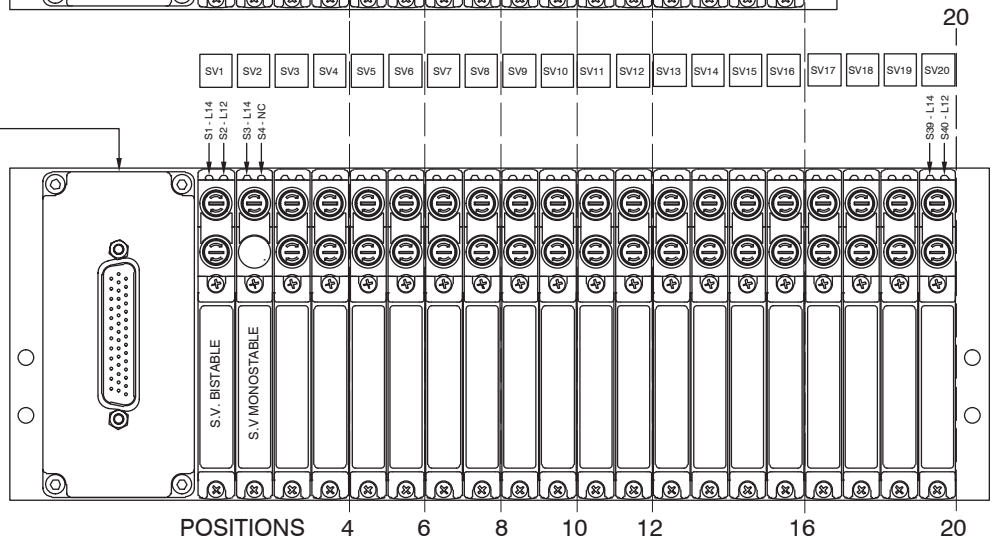 20
SV1 SV2 SV3 SV4 SV5 SV6 SV7 SV8 SV9 SV10 SV11 SV12 SV13 SV14 SV15 SV16 SV17 SV18 SV19 SV20
S1 - L14
S2 - L12
S3 - L14
S4 - NC
S39 - L14
S40 - L12
S.V. BISTABLE
S.V MONOSTABLE
POSITIONS 4 6 8 10 12 16 20